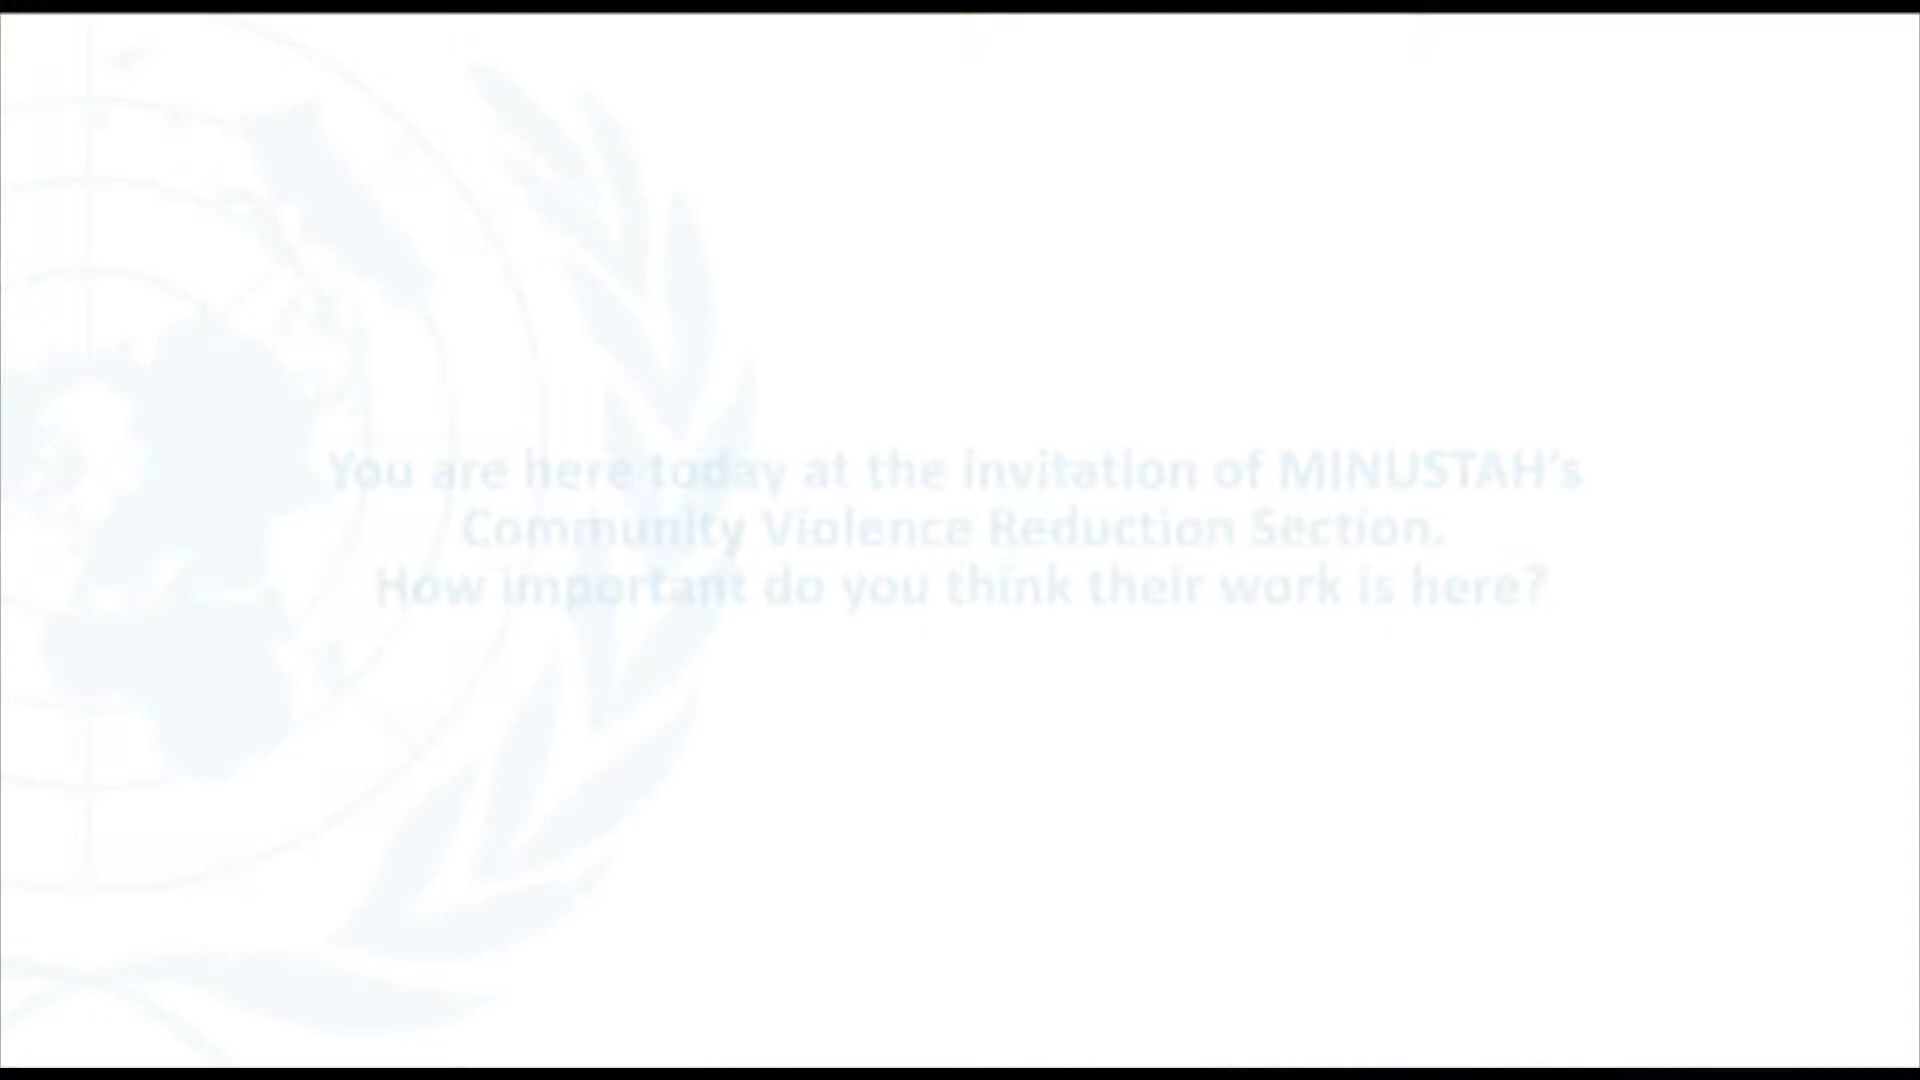 You are here today at the invitation of MINUSTAH's
Community Violence Reduction Section.
How important do you think their work is here?